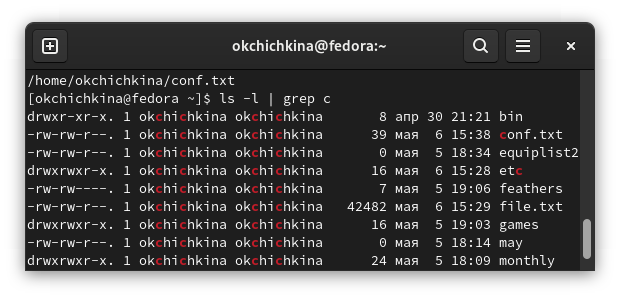 okchichkina@fedora:~
/home/okchichkina/conf.txt
[okchichkina@fedora ~]$ ls -l | grep c
drwxr-xr-x. 1 okchichkina okchichkina     8 апр 30 21:21 bin
-rw-rw-r--. 1 okchichkina okchichkina    39 мая  6 15:38 conf.txt
-rw-rw-r--. 1 okchichkina okchichkina     0 мая  5 18:34 equiplist2
drwxrwxr-x. 1 okchichkina okchichkina    16 мая  6 15:28 etc
-rw-rw----. 1 okchichkina okchichkina     7 мая  5 19:06 feathers
-rw-rw-r--. 1 okchichkina okchichkina 42482 мая  6 15:29 file.txt
drwxrwxr-x. 1 okchichkina okchichkina    16 мая  5 19:03 games
-rw-rw-r--. 1 okchichkina okchichkina     0 мая  5 18:14 may
drwxrwxr-x. 1 okchichkina okchichkina    24 мая  5 18:09 monthly